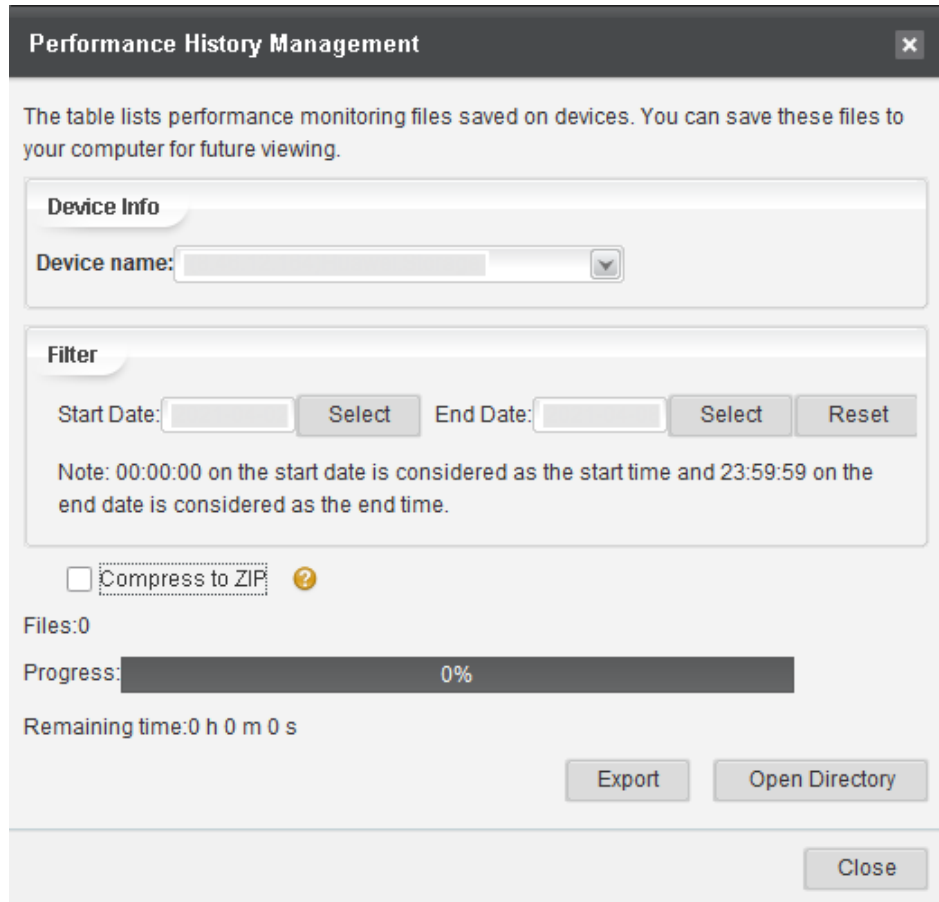 Performance History Management
The table lists performance monitoring files saved on devices. You can save these files to
your computer for future viewing.
Device Info
Device name:
Filter
Start Date: Select End Date: Select Reset
Note: 00:00:00 on the start date is considered as the start time and 23:59:59 on the
end date is considered as the end time.
Compress to ZIP
Files:0
Progress: 0%
Remaining time:0 h 0 m 0 s
Export Open Directory
Close